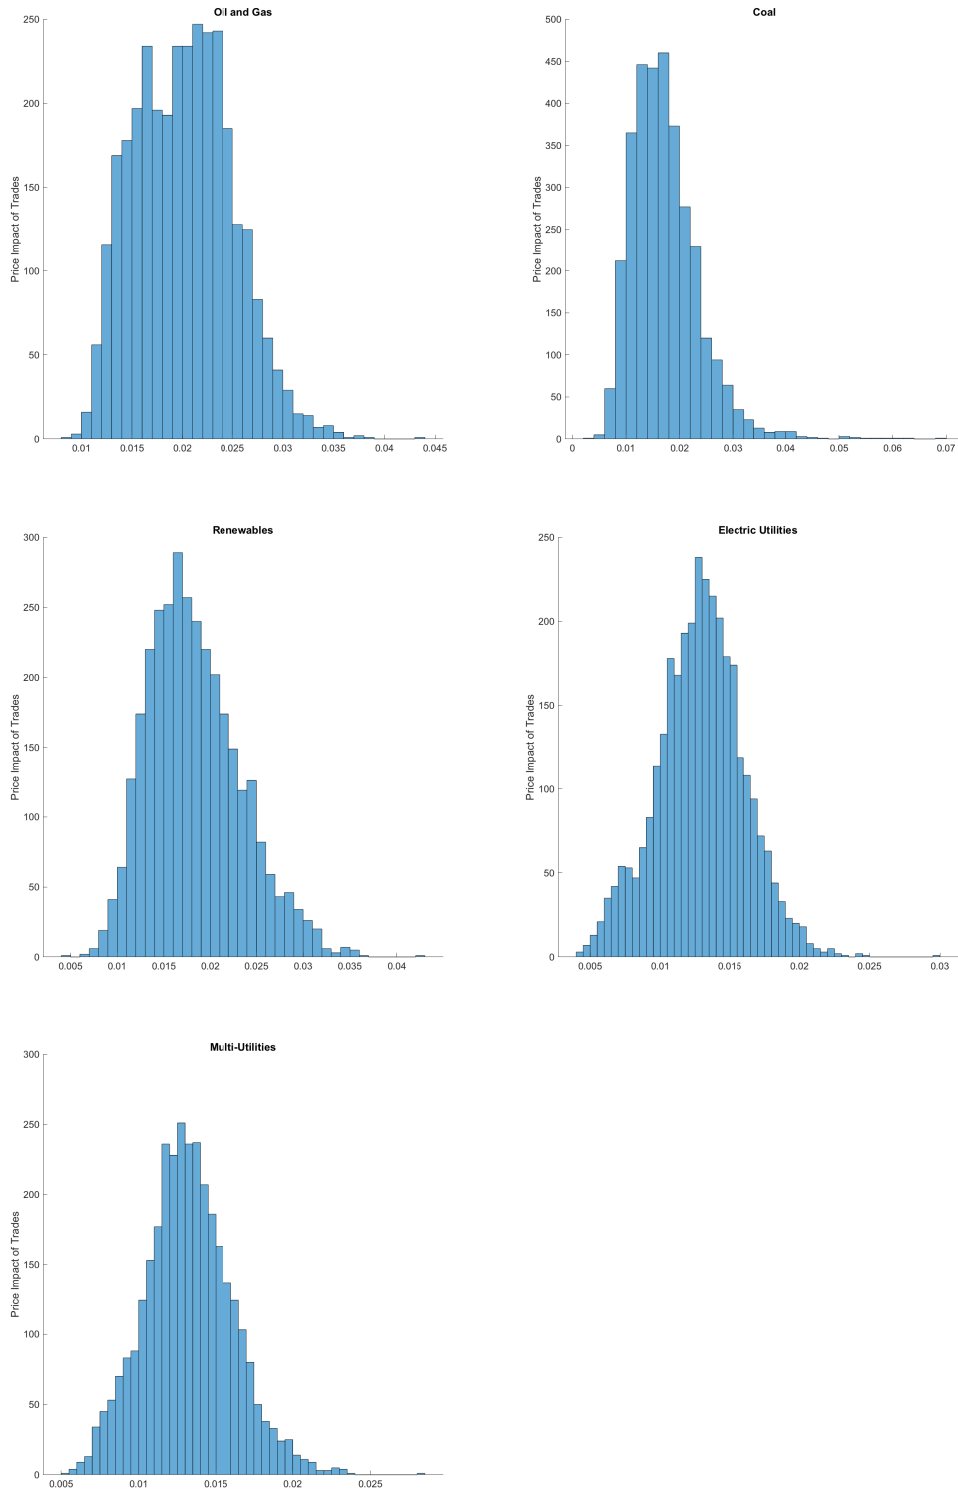 Oil and Gas
Price Impact of Trades
250
200
150
100
50
0
0.01 0.015 0.02 0.025 0.03 0.035 0.04 0.045
Coal
Price Impact of Trades
500
450
400
350
300
250
200
150
100
50
0
0 0.01 0.02 0.03 0.04 0.05 0.06 0.07
Renewables
Price Impact of Trades
300
250
200
150
100
50
0
0.005 0.01 0.015 0.02 0.025 0.03 0.035 0.04
Electric Utilities
Price Impact of Trades
250
200
150
100
50
0
0.005 0.01 0.015 0.02 0.025 0.03
Multi-Utilities
Price Impact of Trades
300
250
200
150
100
50
0
0.005 0.01 0.015 0.02 0.025